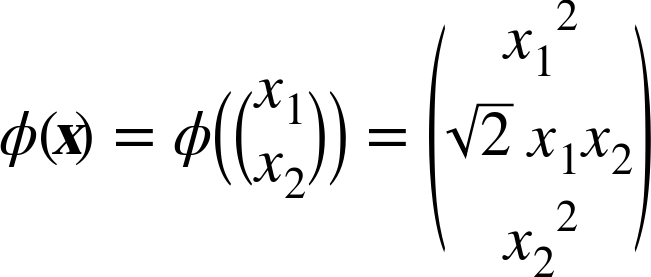 ϕ(x) = ϕ((x₁ x₂)) = (x₁² √2 x₁x₂ x₂²)